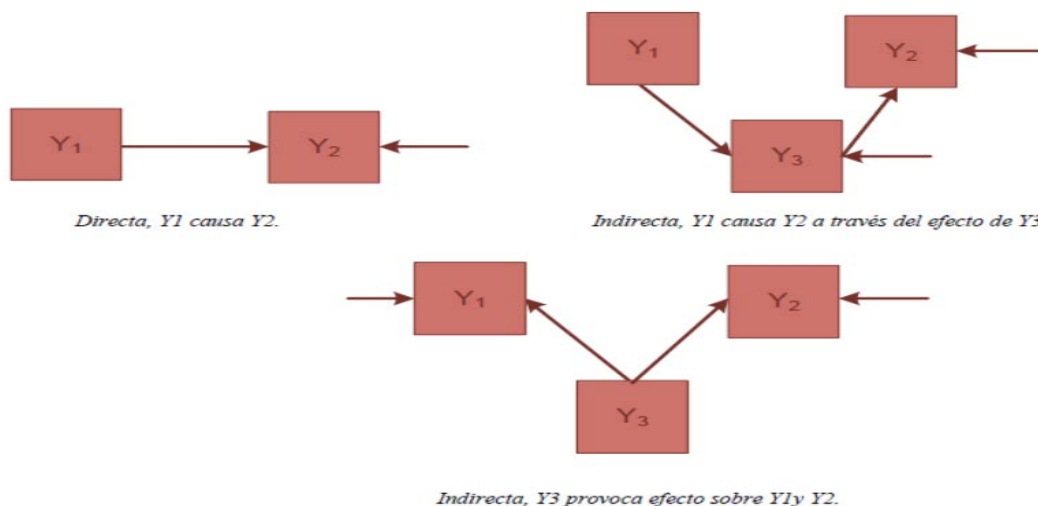 Y₁
Y₂
Directa, Y1 causa Y2.
Y₁
Y₂
Y₃
Indirecta, Y1 causa Y2 a través del efecto de Y3
Y₁
Y₂
Y₃
Indirecta, Y3 provoca efecto sobre Y1y Y2.